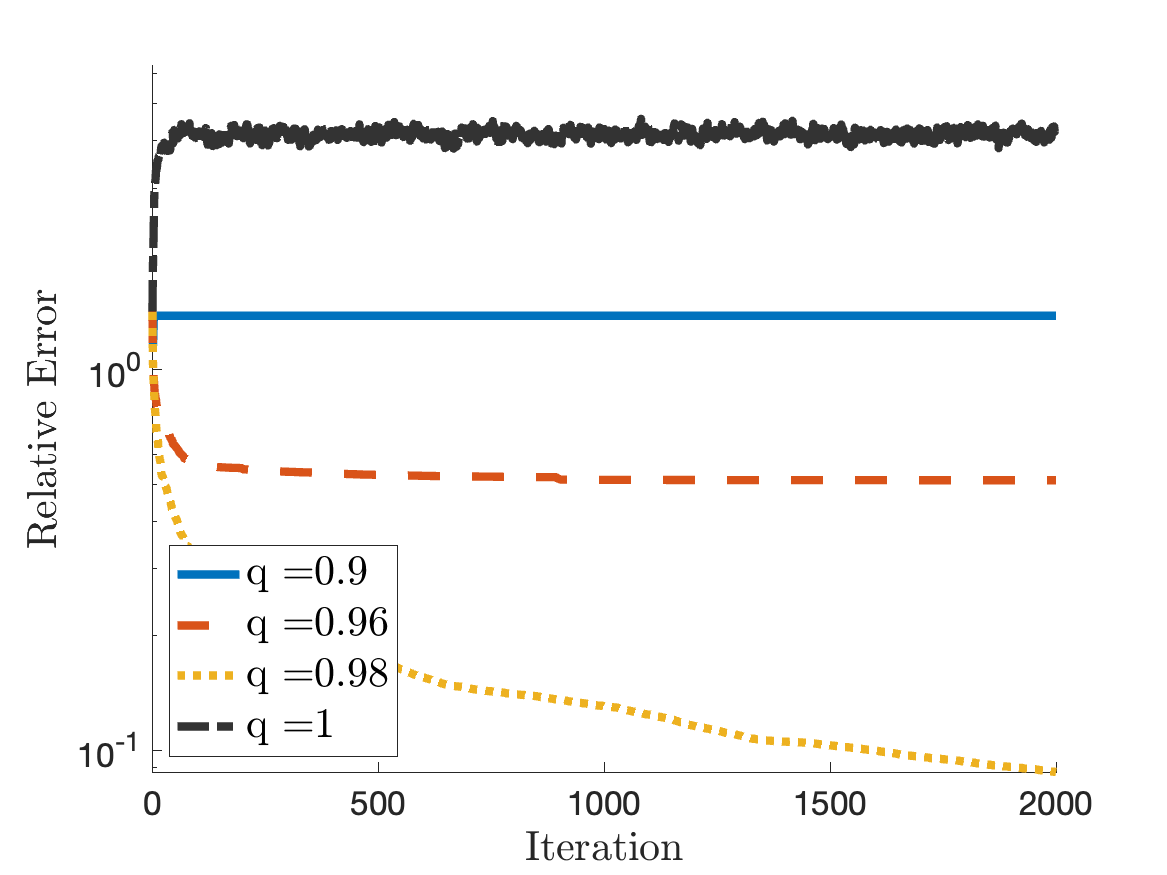 Relative Error
10^0
10^-1
q =0.9
q =0.96
q =0.98
q =1
0 500 1000 1500 2000
Iteration